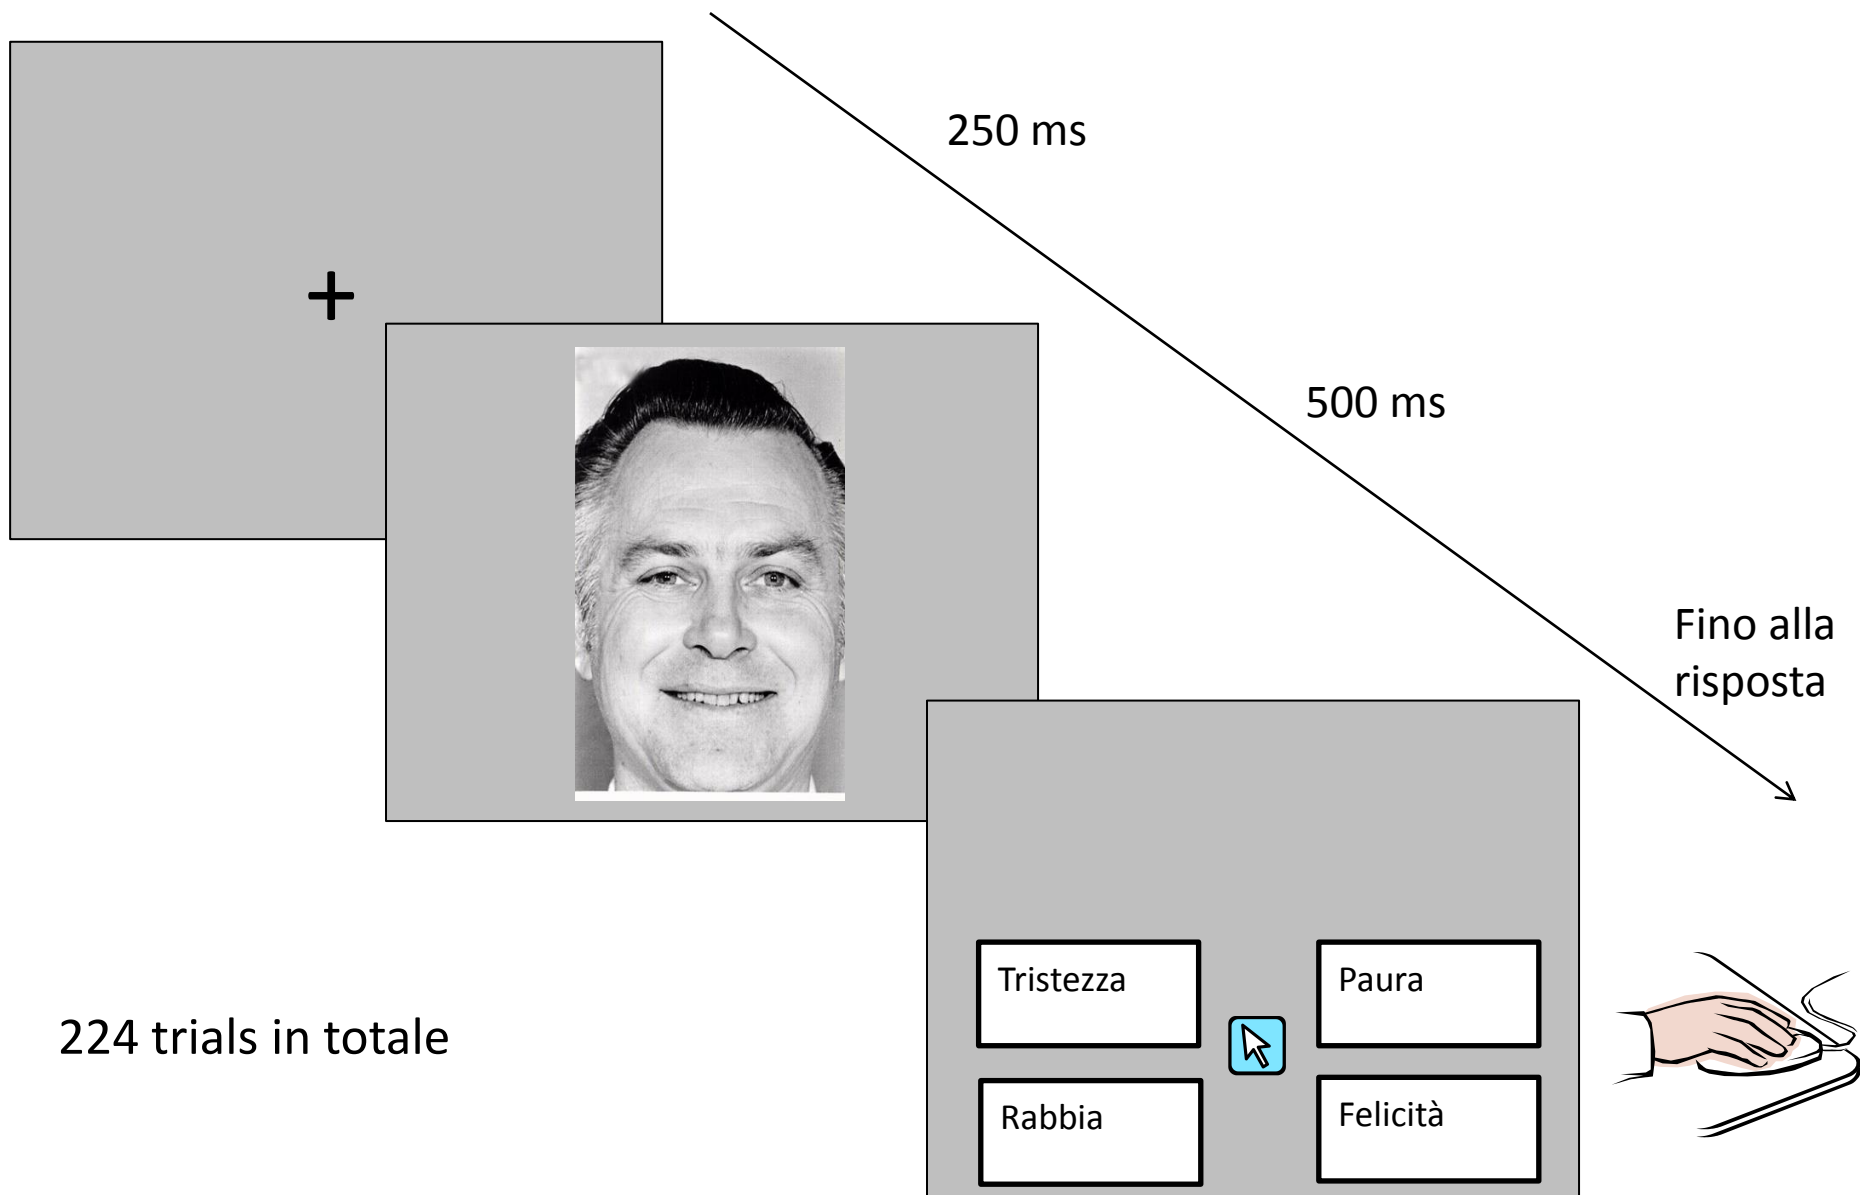 250 ms
500 ms
Fino alla
risposta
Tristezza
Paura
224 trials in totale
Rabbia
Felicità